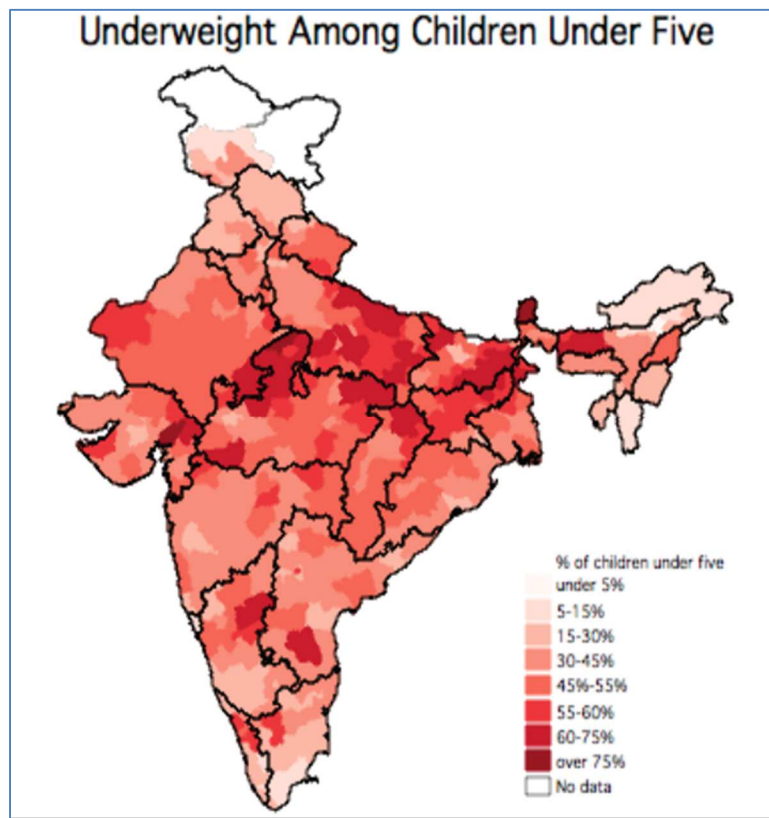 Underweight Among Children Under Five
% of children under five
under 5%
5-15%
15-30%
30-45%
45%-55%
55-60%
60-75%
over 75%
No data